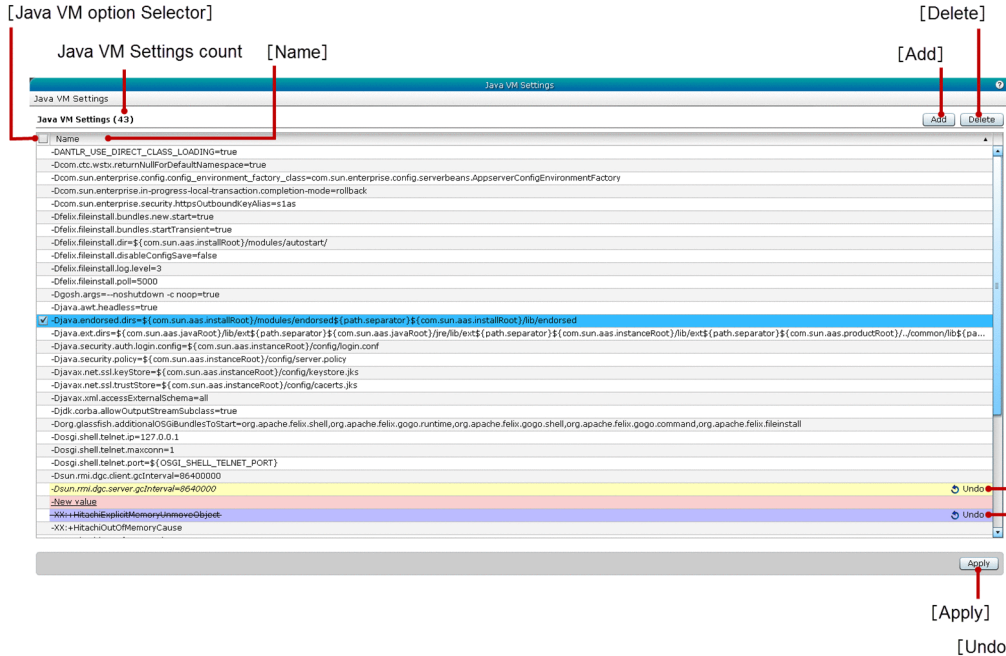 [Java VM option Selector]
[Delete]
Java VM Settings count
[Name]
[Add]
Java VM Settings
?
Java VM Settings
Java VM Settings (43)
Add
Delete
Name
-DANTLR_USE_DIRECT_CLASS_LOADING=true
-Dcom.ctc.wstx.returnNullForDefaultNamespace=true
-Dcom.sun.enterprise.config.config_environment_factory_class=com.sun.enterprise.config.serverbeans.AppserverConfigEnvironmentFactory
-Dcom.sun.enterprise.in-progress-local-transaction.completion-mode=rollback
-Dcom.sun.enterprise.security.httpsOutboundKeyAlias=s1as
-Dfelix.fileinstall.bundles.new.start=true
-Dfelix.fileinstall.bundles.startTransient=true
-Dfelix.fileinstall.dir=${com.sun.aas.installRoot}/modules/autostart/
-Dfelix.fileinstall.disableConfigSave=false
-Dfelix.fileinstall.log.level=3
-Dfelix.fileinstall.poll=5000
-Dgosh.args=--noshutdown -c noop=true
-Djava.awt.headless=true
-Djava.endorsed.dirs=${com.sun.aas.installRoot}/modules/endorsed${path.separator}${com.sun.aas.installRoot}/lib/endorsed
-Djava.ext.dirs=${com.sun.aas.javaRoot}/lib/ext${path.separator}${com.sun.aas.javaRoot}/jre/lib/ext${path.separator}${com.sun.aas.instanceRoot}/lib/ext${path.separator}${com.sun.aas.productRoot}/../common/lib${pa...
-Djava.security.auth.login.config=${com.sun.aas.instanceRoot}/config/login.conf
-Djava.security.policy=${com.sun.aas.instanceRoot}/config/server.policy
-Djavax.net.ssl.keyStore=${com.sun.aas.instanceRoot}/config/keystore.jks
-Djavax.net.ssl.trustStore=${com.sun.aas.instanceRoot}/config/cacerts.jks
-Djavax.xml.accessExternalSchema=all
-Djdk.corba.allowOutputStreamSubclass=true
-Dorg.glassfish.additionalOSGiBundlesToStart=org.apache.felix.shell,org.apache.felix.gogo.runtime,org.apache.felix.gogo.shell,org.apache.felix.gogo.command,org.apache.felix.fileinstall
-Dosgi.shell.telnet.ip=127.0.0.1
-Dosgi.shell.telnet.maxconn=1
-Dosgi.shell.telnet.port=${OSGI_SHELL_TELNET_PORT}
-Dsun.rmi.dgc.client.gcInterval=86400000
-Dsun.rmi.dgc.server.gcInterval=8640000 Undo
-New value
-XX:+HitachiExplicitMemoryUnmoveObject Undo
-XX:+HitachiOutOfMemoryCause
Apply
[Apply]
[Undo